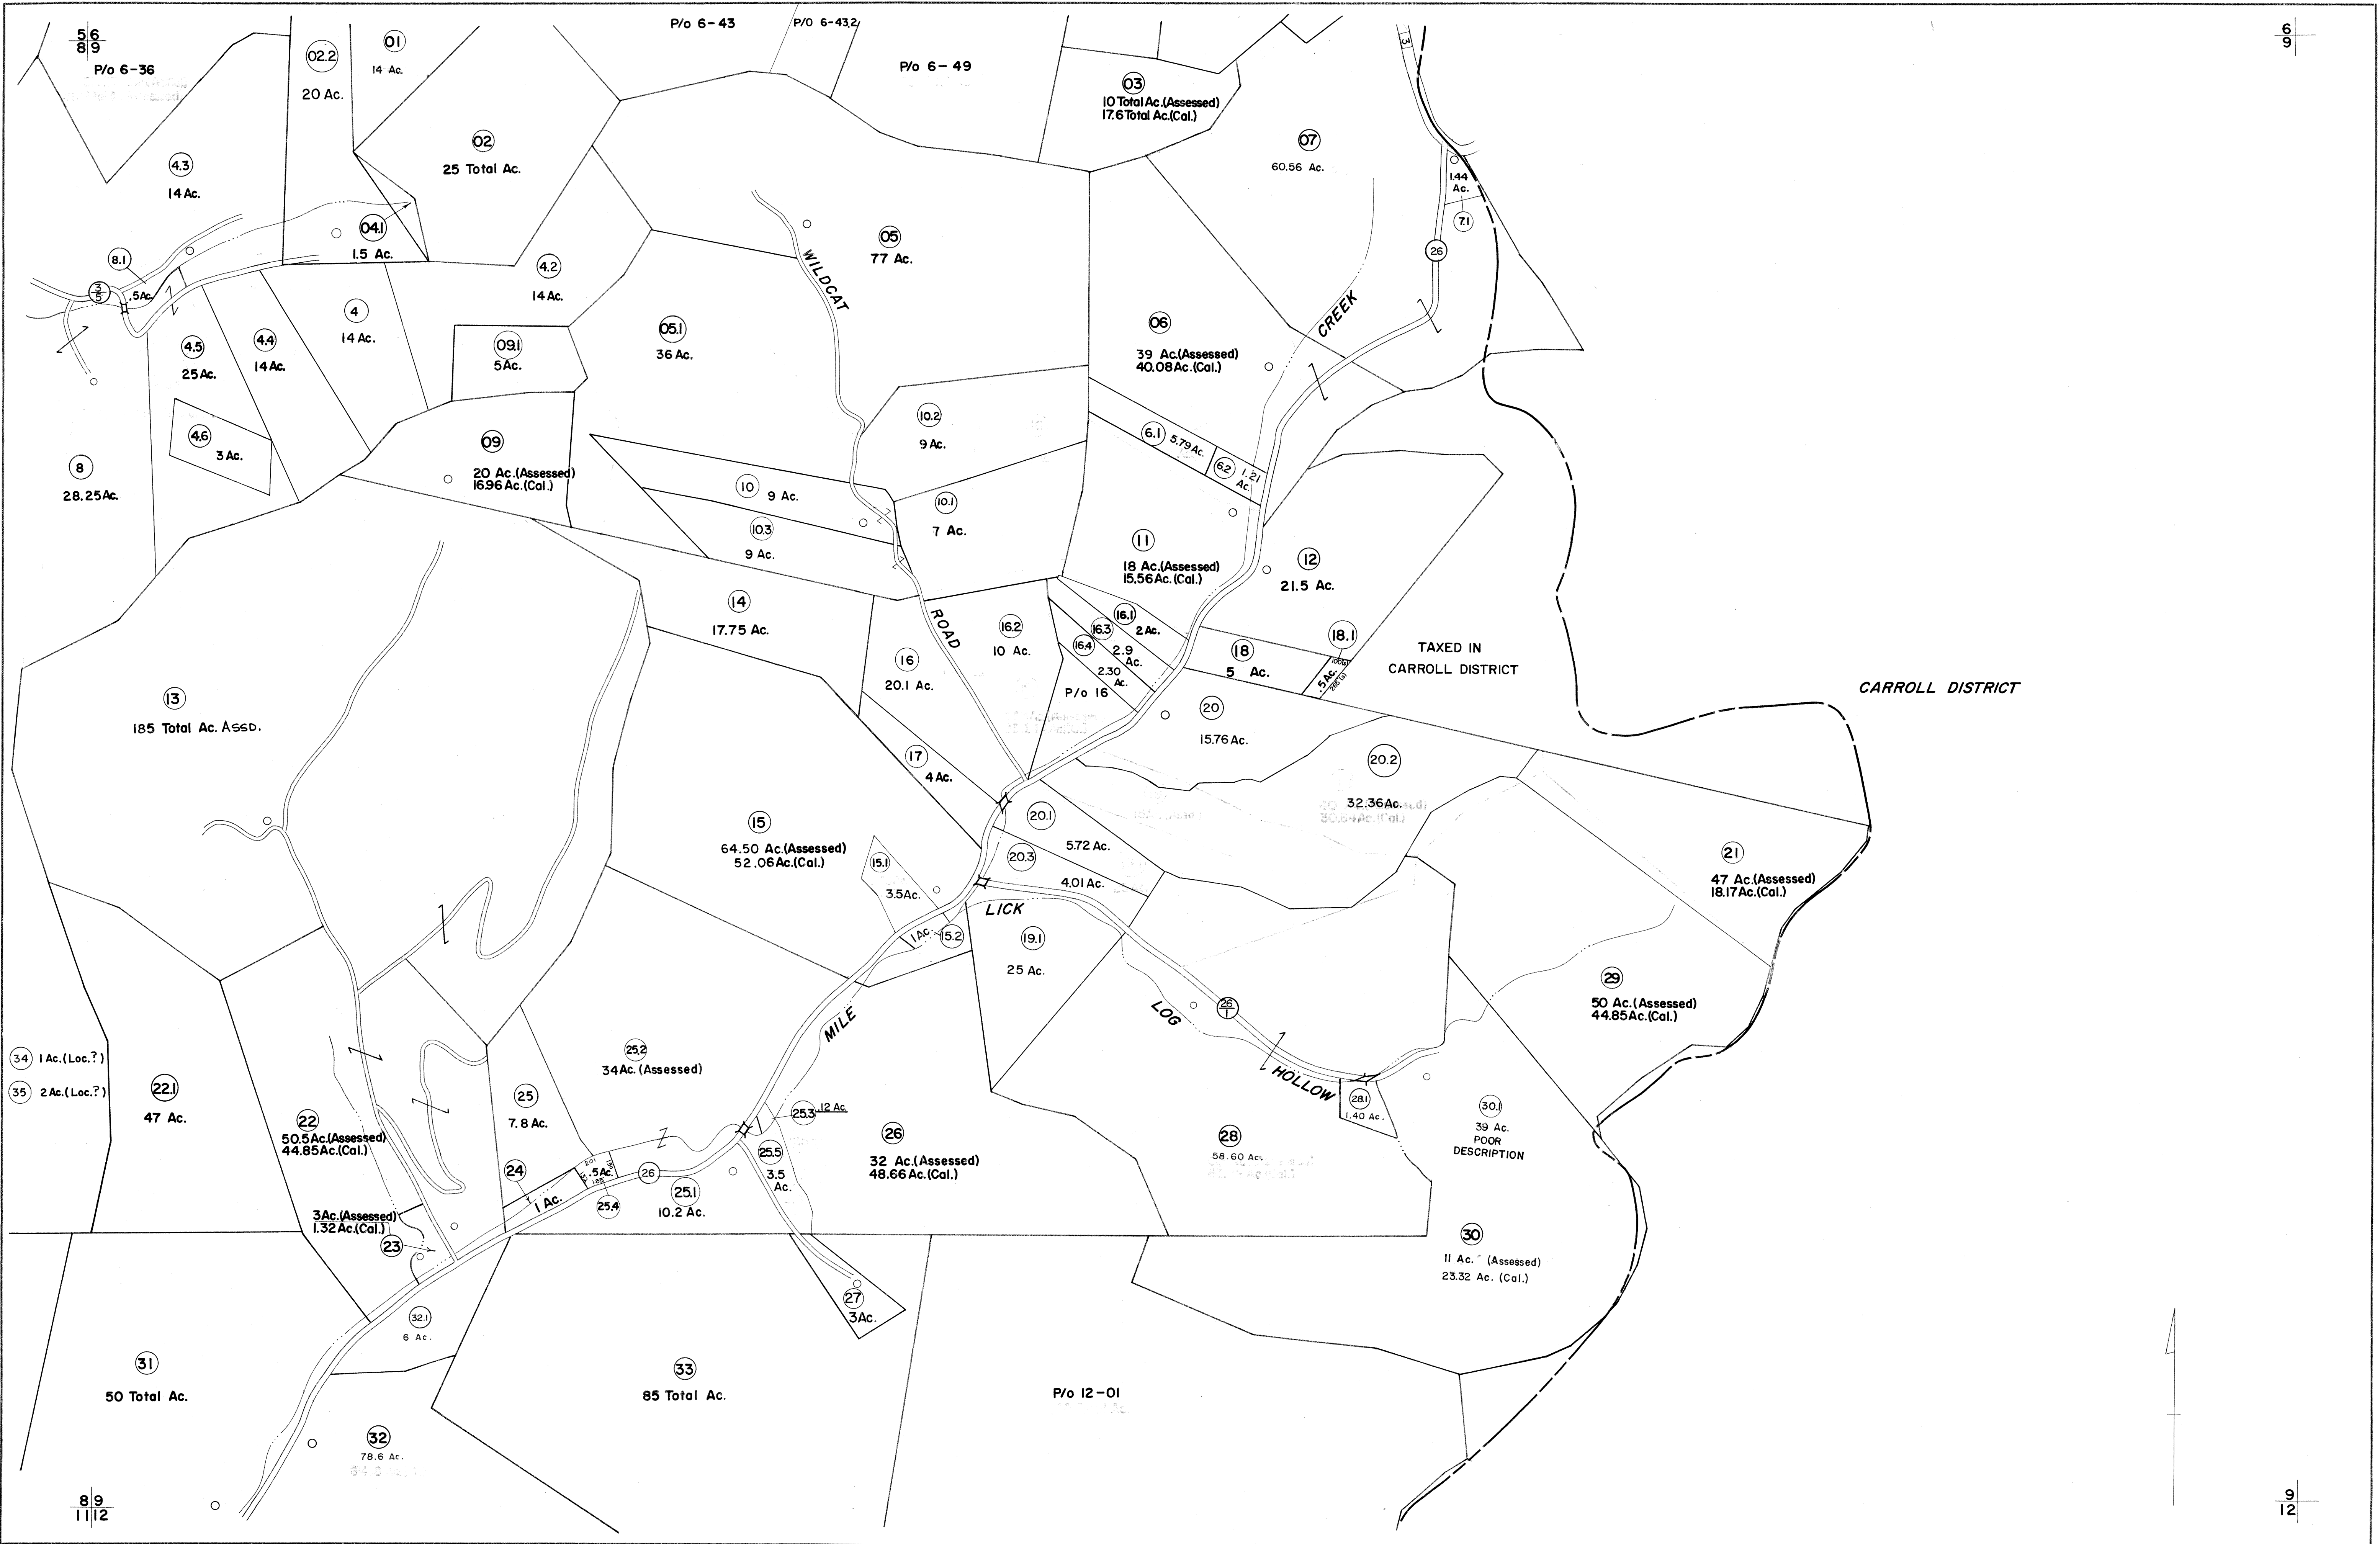 5 6
8 9
P/o 6-36
02.2
20 Ac.
01
14 Ac.
P/o 6-43
P/O 6-43.2
P/o 6-49
03
10 Total Ac.(Assessed)
17.6 Total Ac.(Cal.)
3
6
9
4.3
14 Ac.
02
25 Total Ac.
07
60.56 Ac.
1.44
Ac.
7.1
04.1
1.5 Ac.
8.1
.5Ac.
3
5
4.2
14 Ac.
05
77 Ac.
WILDCAT
26
CREEK
4
14 Ac.
4.5
25 Ac.
4.4
14 Ac.
09.1
5 Ac.
05.1
36 Ac.
06
39 Ac.(Assessed)
40.08 Ac.(Cal.)
4.6
3 Ac.
8
28.25 Ac.
09
20 Ac.(Assessed)
16.96 Ac.(Cal.)
10.2
9 Ac.
6.1
5.79 Ac.
6.2
1.21
Ac.
10
9 Ac.
10.3
9 Ac.
10.1
7 Ac.
11
18 Ac.(Assessed)
15.56 Ac.(Cal.)
12
21.5 Ac.
14
17.75 Ac.
ROAD
16.2
10 Ac.
16.1
2 Ac.
16.3
2.9
Ac.
16.4
2.30
Ac.
P/o 16
16
20.1 Ac.
18
5 Ac.
18.1
.5 Ac.
TAXED IN
CARROLL DISTRICT
CARROLL DISTRICT
13
185 Total Ac. ASSD.
20
15.76 Ac.
17
4 Ac.
20.2
32.36 Ac.
30.64 Ac.(Cal.)
15
64.50 Ac.(Assessed)
52.06 Ac.(Cal.)
15.1
3.5 Ac.
20.1
5.72 Ac.
20.3
4.01 Ac.
21
47 Ac.(Assessed)
18.17 Ac.(Cal.)
LICK
1 Ac.
15.2
19.1
25 Ac.
29
50 Ac.(Assessed)
44.85 Ac.(Cal.)
LOG
26
1
MILE
HOLLOW
34 1 Ac.(Loc.?)
35 2 Ac.(Loc.?)
22.1
47 Ac.
22
50.5 Ac.(Assessed)
44.85 Ac.(Cal.)
25.2
34 Ac.(Assessed)
25
7.8 Ac.
25.3 .12 Ac.
26
32 Ac.(Assessed)
48.66 Ac.(Cal.)
25.5
3.5
Ac.
28.1
1.40 Ac.
28
58.60 Ac.
30.1
39 Ac.
POOR
DESCRIPTION
24
1 Ac.
201
.5 Ac.
25.4
26
25.1
10.2 Ac.
3 Ac.(Assessed)
1.32 Ac.(Cal.)
23
30
11 Ac. (Assessed)
23.32 Ac. (Cal.)
27
3 Ac.
32.1
6 Ac.
31
50 Total Ac.
33
85 Total Ac.
P/o 12-01
32
78.6 Ac.
8 9
11 12
9
12